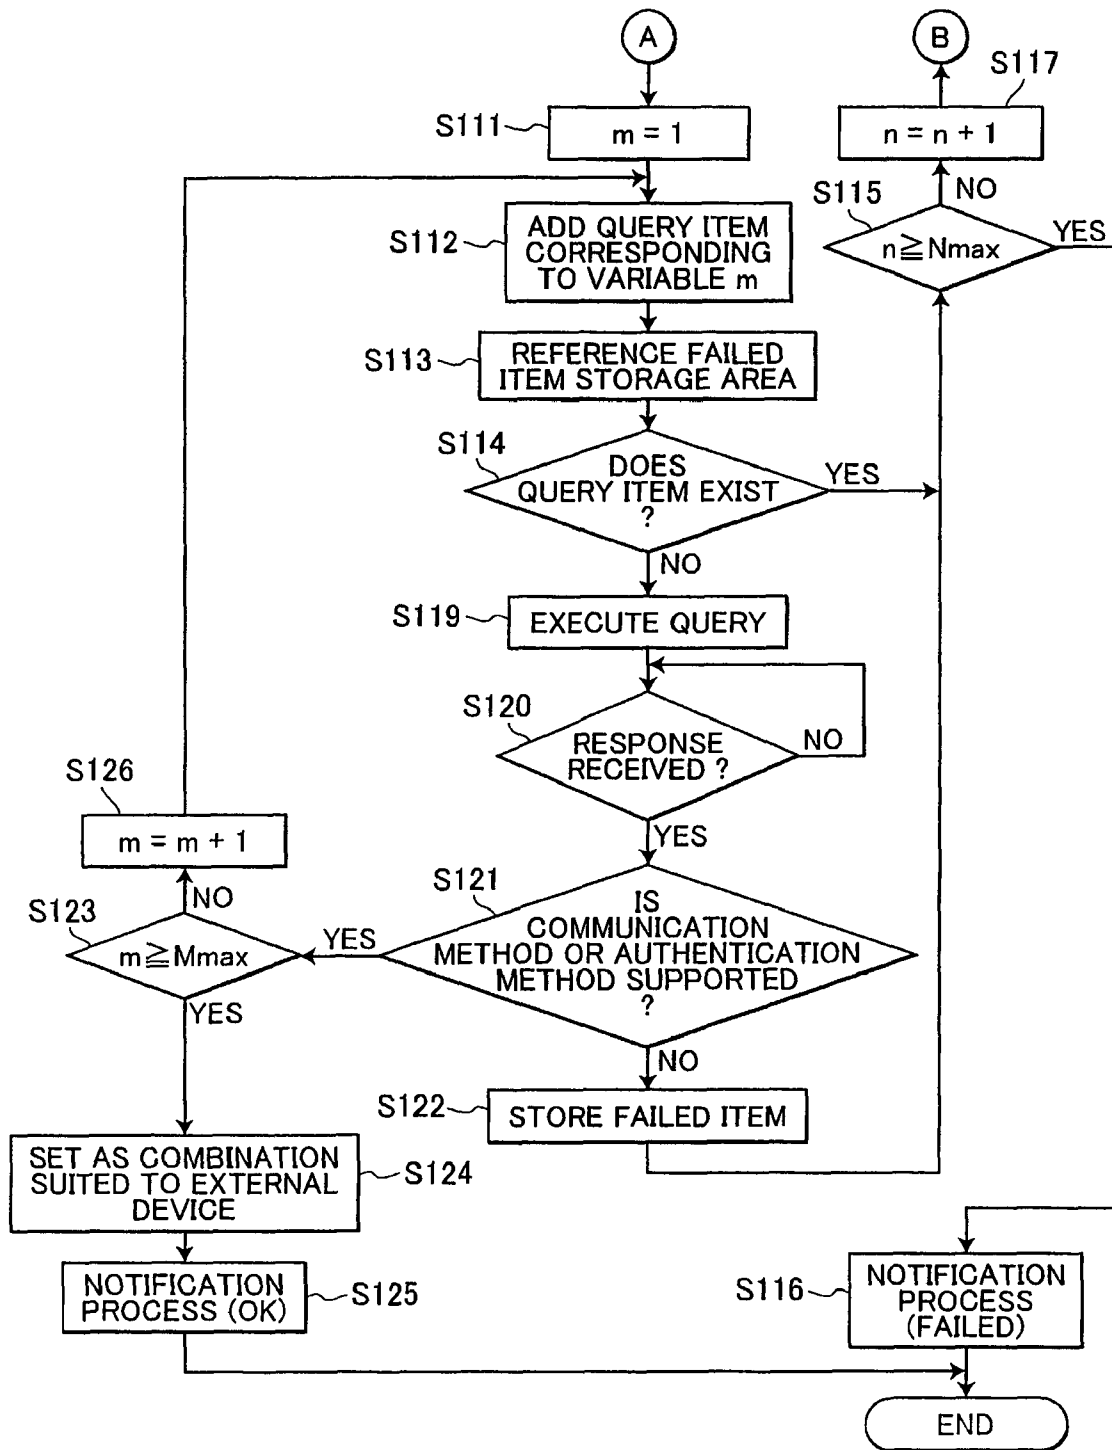 A
B
S117
S111
m = 1
n = n + 1
NO
S115
S112
ADD QUERY ITEM
CORRESPONDING
TO VARIABLE m
n≧Nmax
YES
S113
REFERENCE FAILED
ITEM STORAGE AREA
S114
DOES
QUERY ITEM EXIST
?
YES
NO
S119
EXECUTE QUERY
S120
RESPONSE
RECEIVED ?
NO
S126
m = m + 1
YES
S121
NO
S123
m≧Mmax
YES
IS
COMMUNICATION
METHOD OR AUTHENTICATION
METHOD SUPPORTED
?
YES
NO
S122
STORE FAILED ITEM
SET AS COMBINATION
SUITED TO EXTERNAL
DEVICE
S124
NOTIFICATION
PROCESS (OK)
S125
S116
NOTIFICATION
PROCESS
(FAILED)
END